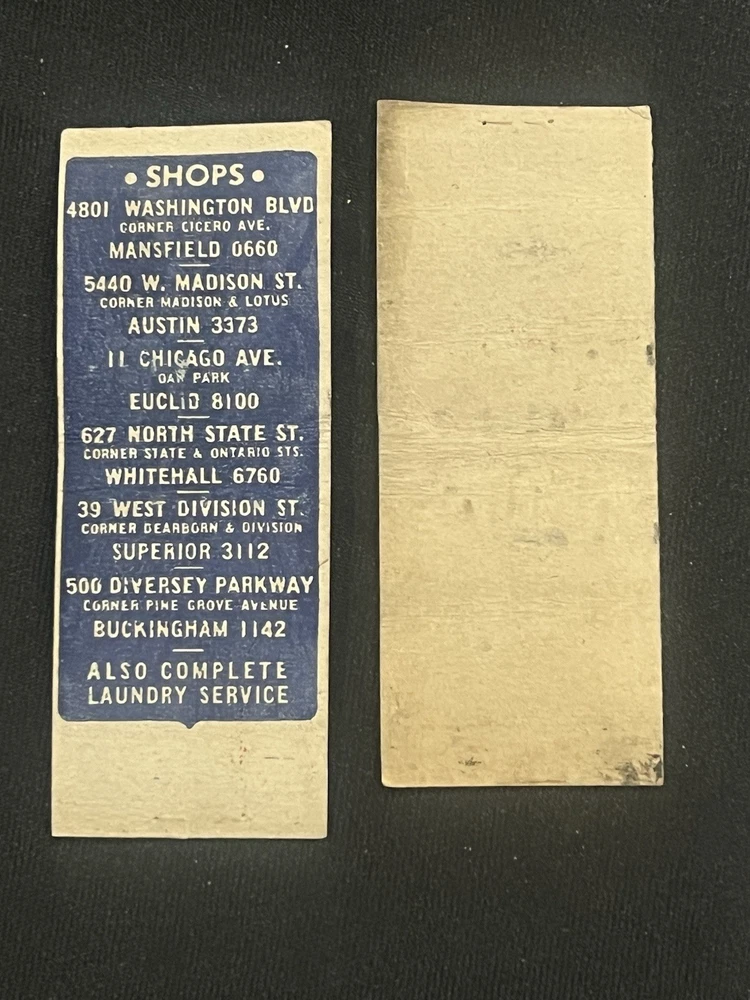 • SHOPS •
4801 WASHINGTON BLVD
CORNER CICERO AVE.
MANSFIELD 0660
5440 W. MADISON ST.
CORNER MADISON & LOTUS
AUSTIN 3373
11 CHICAGO AVE.
OAK PARK
EUCLID 8100
627 NORTH STATE ST.
CORNER STATE & ONTARIO STS.
WHITEHALL 6760
39 WEST DIVISION ST.
CORNER DEARBORN & DIVISION
SUPERIOR 3112
500 DIVERSEY PARKWAY
CORNER PINE GROVE AVENUE
BUCKINGHAM 1142
ALSO COMPLETE
LAUNDRY SERVICE